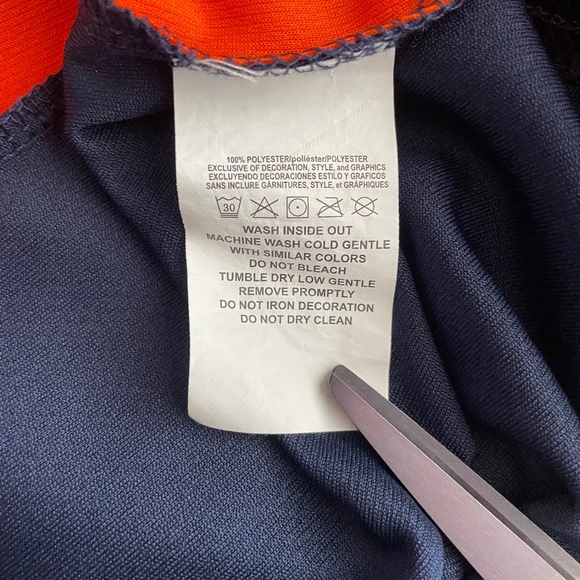 100% POLYESTER/poliéster/POLYESTER
EXCLUSIVE OF DECORATION, STYLE, and GRAPHICS
EXCLUYENDO DECORACIONES ESTILO Y GRAFICOS
SANS INCLURE GARNITURES, STYLE, et GRÁPHIQUES
30
WASH INSIDE OUT
MACHINE WASH COLD GENTLE
WITH SIMILAR COLORS
DO NOT BLEACH
TUMBLE DRY LOW GENTLE
REMOVE PROMPTLY
DO NOT IRON DECORATION
DO NOT DRY CLEAN